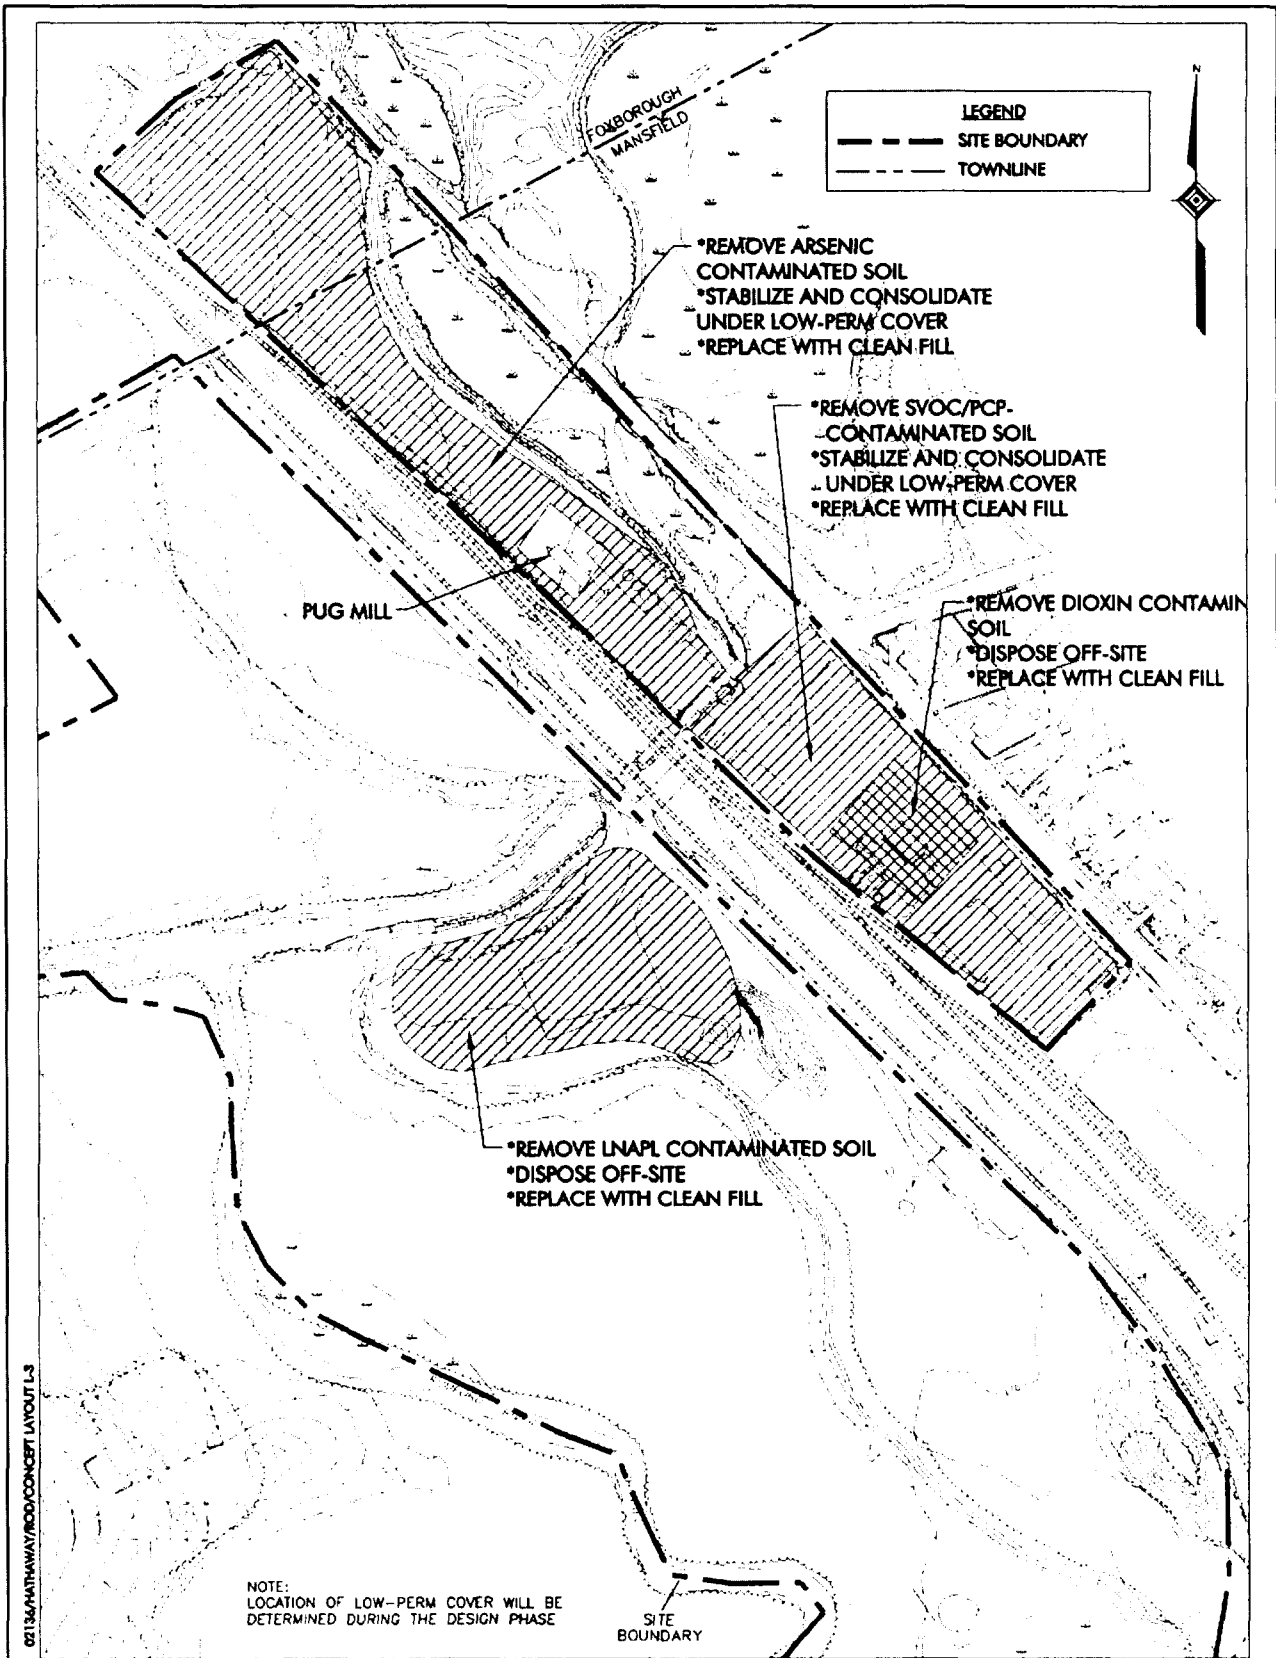 N
FOXBOROUGH
MANSFIELD
LEGEND
SITE BOUNDARY
TOWNLINE
*REMOVE ARSENIC
CONTAMINATED SOIL
*STABILIZE AND CONSOLIDATE
UNDER LOW-PERM COVER
*REPLACE WITH CLEAN FILL
*REMOVE SVOC/PCP-
CONTAMINATED SOIL
*STABILIZE AND CONSOLIDATE
UNDER LOW-PERM COVER
*REPLACE WITH CLEAN FILL
PUG MILL
*REMOVE DIOXIN CONTAMIN
SOIL
*DISPOSE OFF-SITE
*REPLACE WITH CLEAN FILL
*REMOVE LNAPL CONTAMINATED SOIL
*DISPOSE OFF-SITE
*REPLACE WITH CLEAN FILL
NOTE:
LOCATION OF LOW-PERM COVER WILL BE
DETERMINED DURING THE DESIGN PHASE
SITE
BOUNDARY
02136/HATHAWAY/ROD/CONCEPT LAYOUT L-3